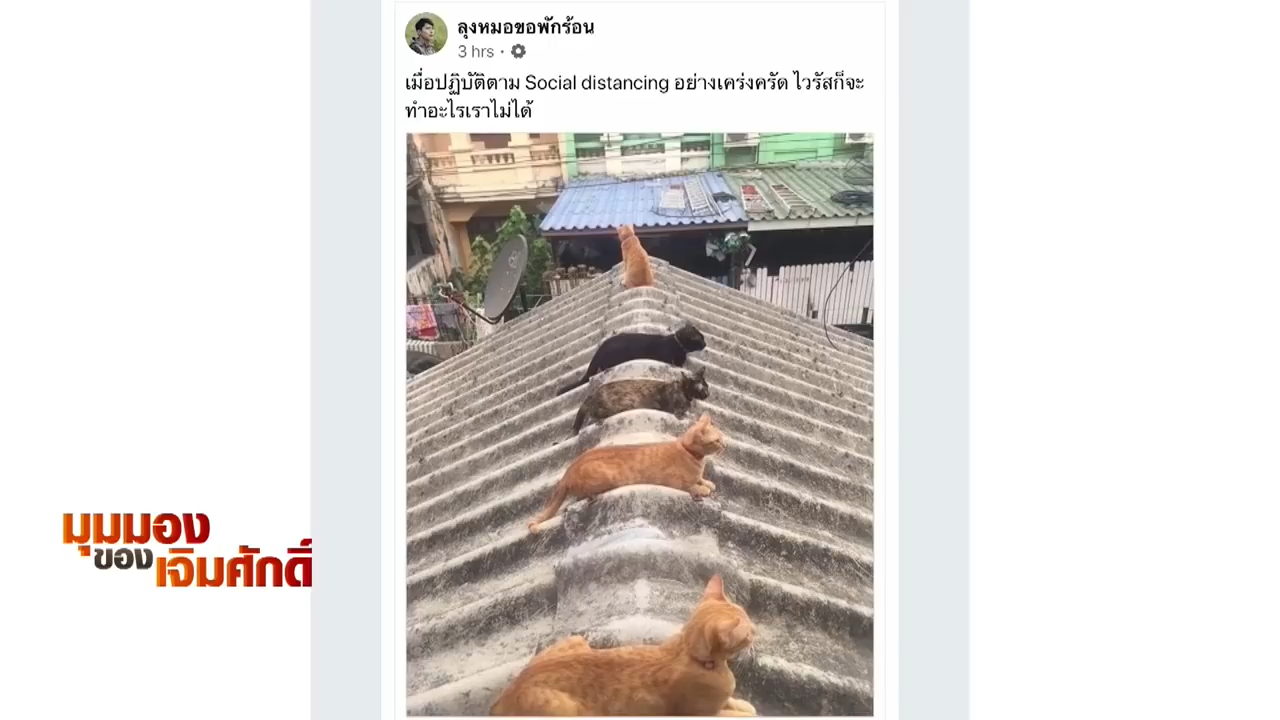 ลุงหมอขอพักร้อน
3 hrs ·
เมื่อปฏิบัติตาม Social distancing อย่างเคร่งครัด ไวรัสก็จะ
ทำอะไรเราไม่ได้
มุมมอง
ของ
เจิมศักดิ์